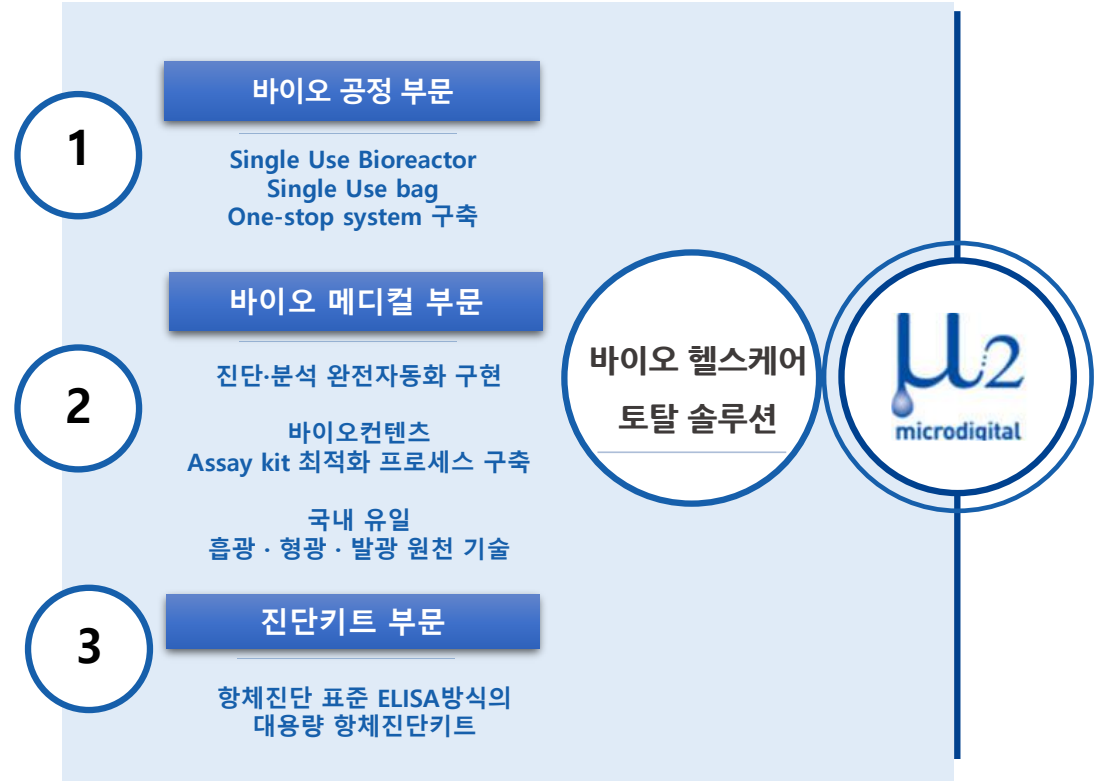 1
바이오 공정 부문
Single Use Bioreactor
Single Use bag
One-stop system 구축
2
바이오 메디컬 부문
진단·분석 완전자동화 구현
바이오컨텐츠
Assay kit 최적화 프로세스 구축
국내 유일
흡광 · 형광 · 발광 원천 기술
3
진단키트 부문
항체진단 표준 ELISA방식의
대용량 항체진단키트
바이오 헬스케어
토탈 솔루션
μ2
microdigital